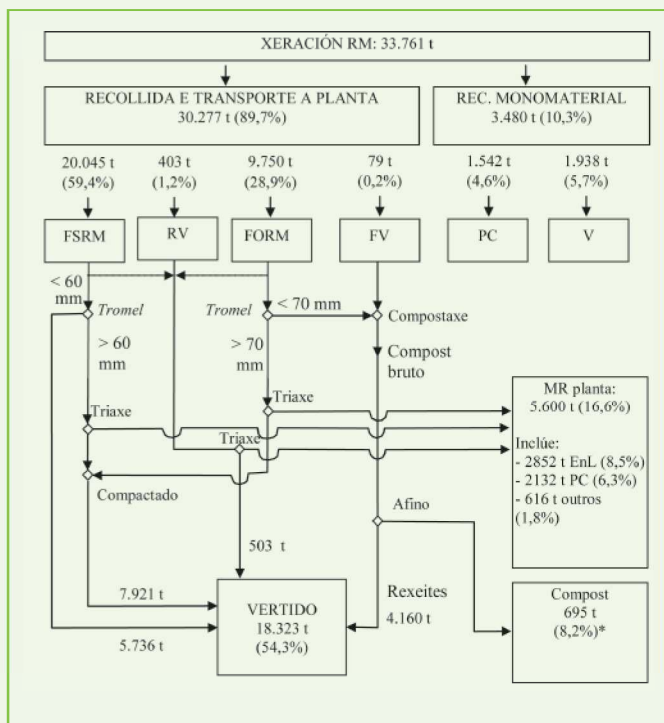 XERACIÓN RM: 33.761 t
RECOLLIDA E TRANSPORTE A PLANTA
30.277 t (89,7%)
REC. MONOMATERIAL
3.480 t (10,3%)
20.045 t
(59,4%)
403 t
(1,2%)
9.750 t
(28,9%)
79 t
(0,2%)
1.542 t
(4,6%)
1.938 t
(5,7%)
FSRM
RV
FORM
FV
PC
V
< 60
mm
Tromel
Tromel
< 70 mm
Compostaxe
> 60
mm
> 70
mm
Compost
bruto
Triaxe
Triaxe
Triaxe
MR planta:
5.600 t (16,6%)
Inclúe:
- 2852 t EnL (8,5%)
- 2132 t PC (6,3%)
- 616 t outros
(1,8%)
Compactado
Afino
503 t
7.921 t
VERTIDO
18.323 t
(54,3%)
Rexeites
4.160 t
5.736 t
Compost
695 t
(8,2%)*